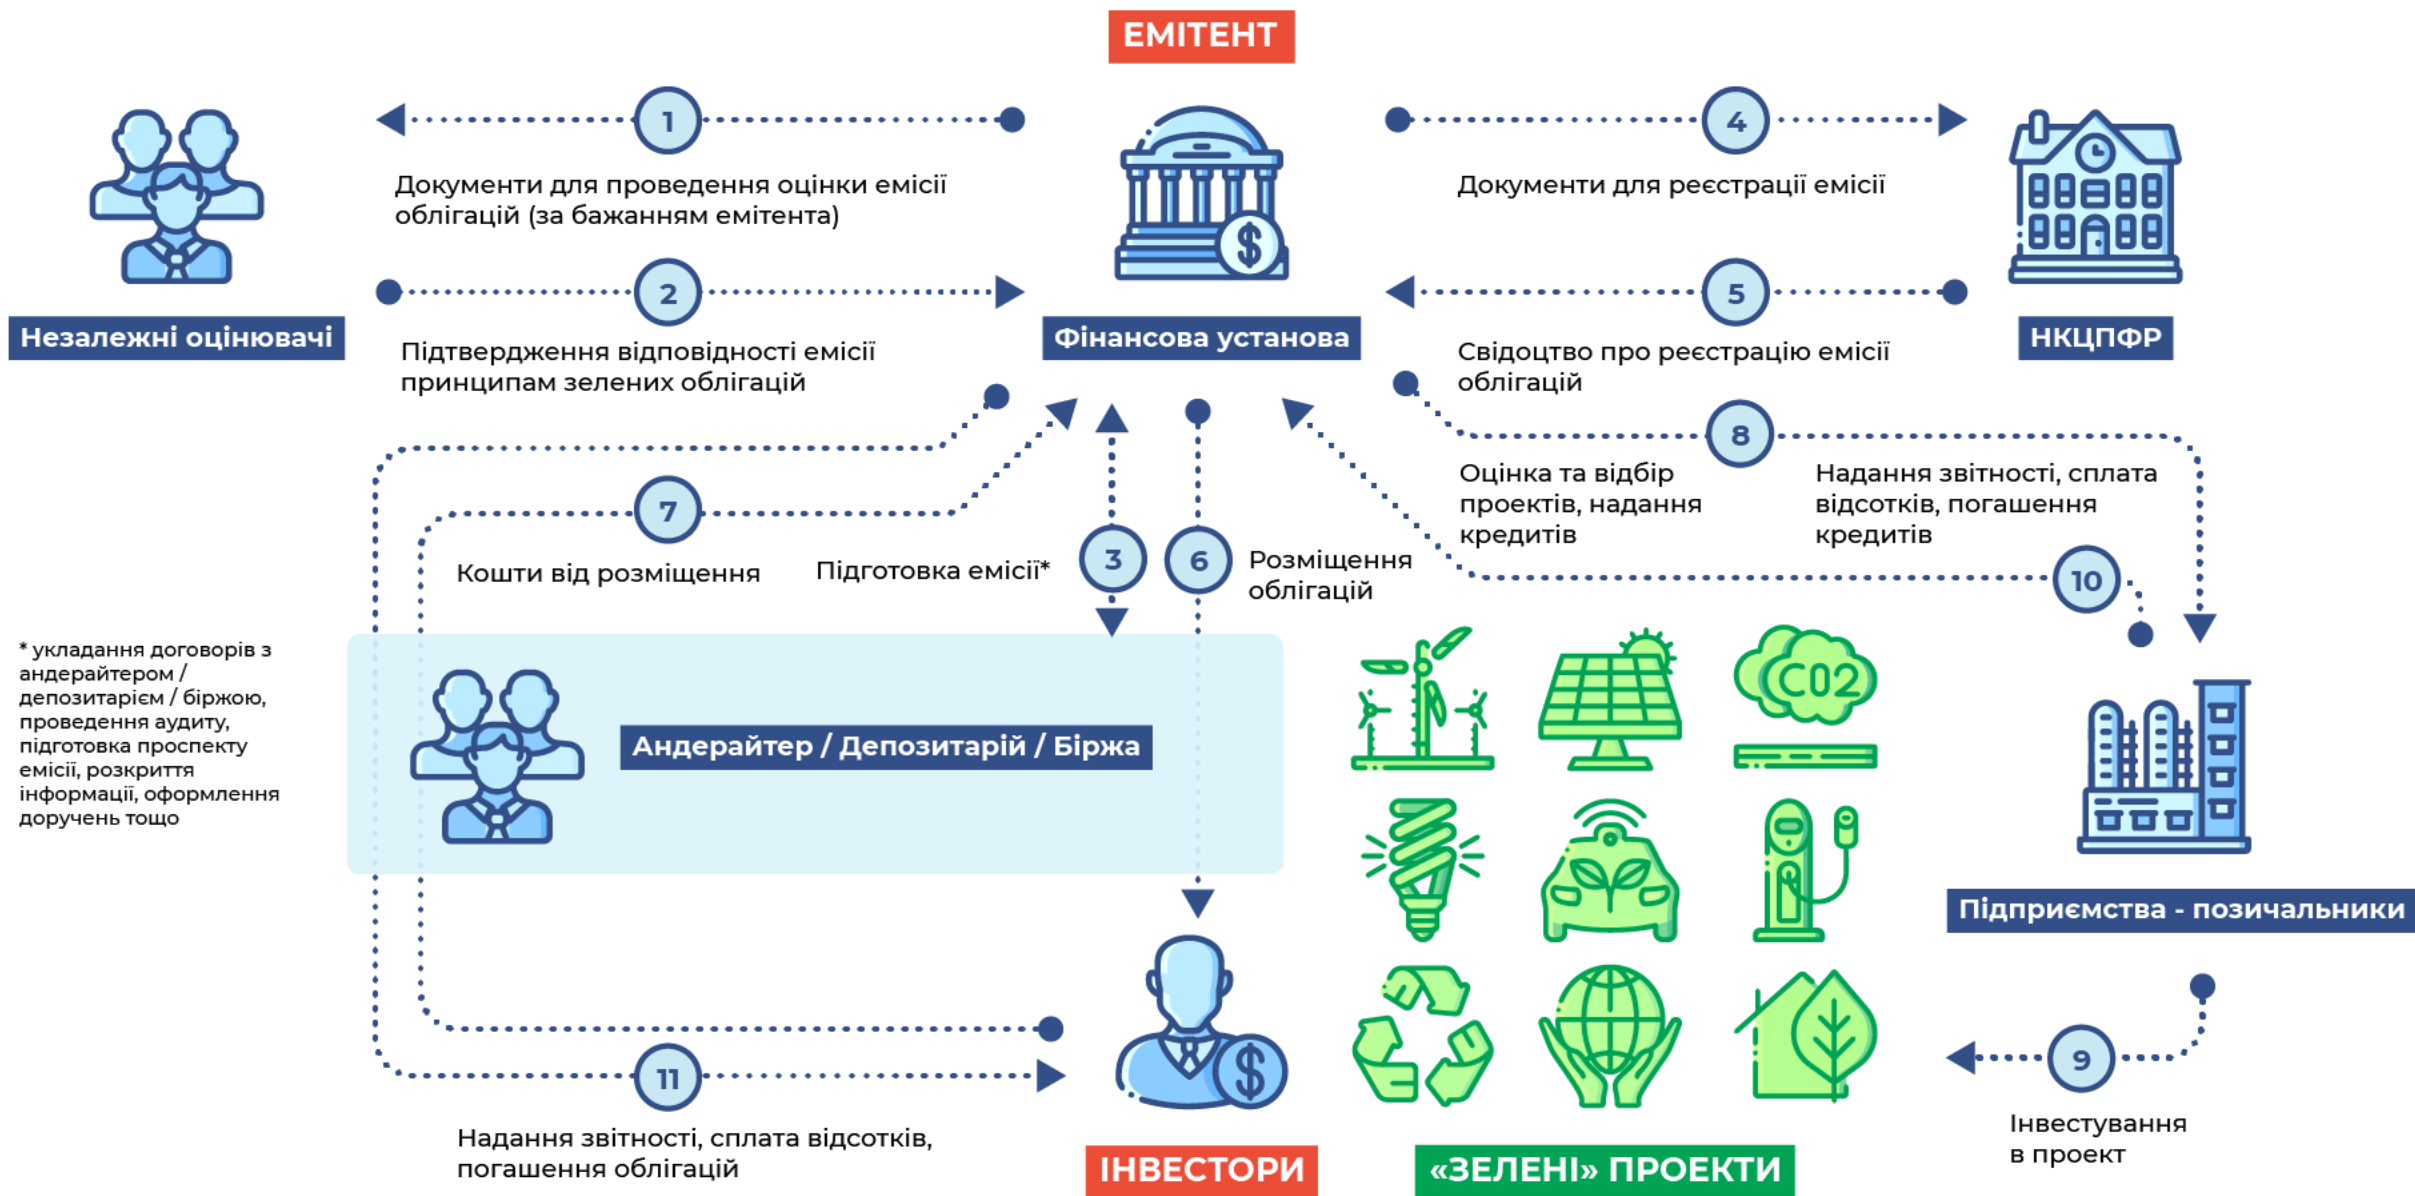 ЕМІТЕНТ
1
4
Документи для проведення оцінки емісії
облігацій (за бажанням емітента)
$
Документи для реєстрації емісії
2
5
Незалежні оцінювачі
Фінансова установа
НКЦПФР
Підтвердження відповідності емісії
принципам зелених облігацій
Свідоцтво про реєстрацію емісії
облігацій
8
Оцінка та відбір
проектів, надання
кредитів
Надання звітності, сплата
відсотків, погашення
кредитів
7
Кошти від розміщення
Підготовка емісії*
3
6
Розміщення
облігацій
10
* укладання договорів з
андерайтером /
депозитарієм / біржою,
проведення аудиту,
підготовка проспекту
емісії, розкриття
інформації, оформлення
доручень тощо
Андерайтер / Депозитарій / Біржа
CO2
Підприємства - позичальники
11
$
9
Надання звітності, сплата відсотків,
погашення облігацій
ІНВЕСТОРИ
«ЗЕЛЕНІ» ПРОЕКТИ
Інвестування
в проект